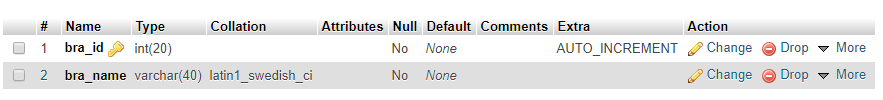 # Name Type Collation Attributes Null Default Comments Extra Action
1 bra_id int(20) No None AUTO_INCREMENT Change Drop More
2 bra_name varchar(40) latin1_swedish_ci No None Change Drop More